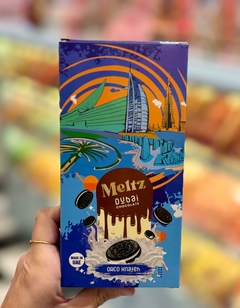 Meltz
Dubai
CHOCOLATE
MADE IN
UAE
OREO KNAFEH